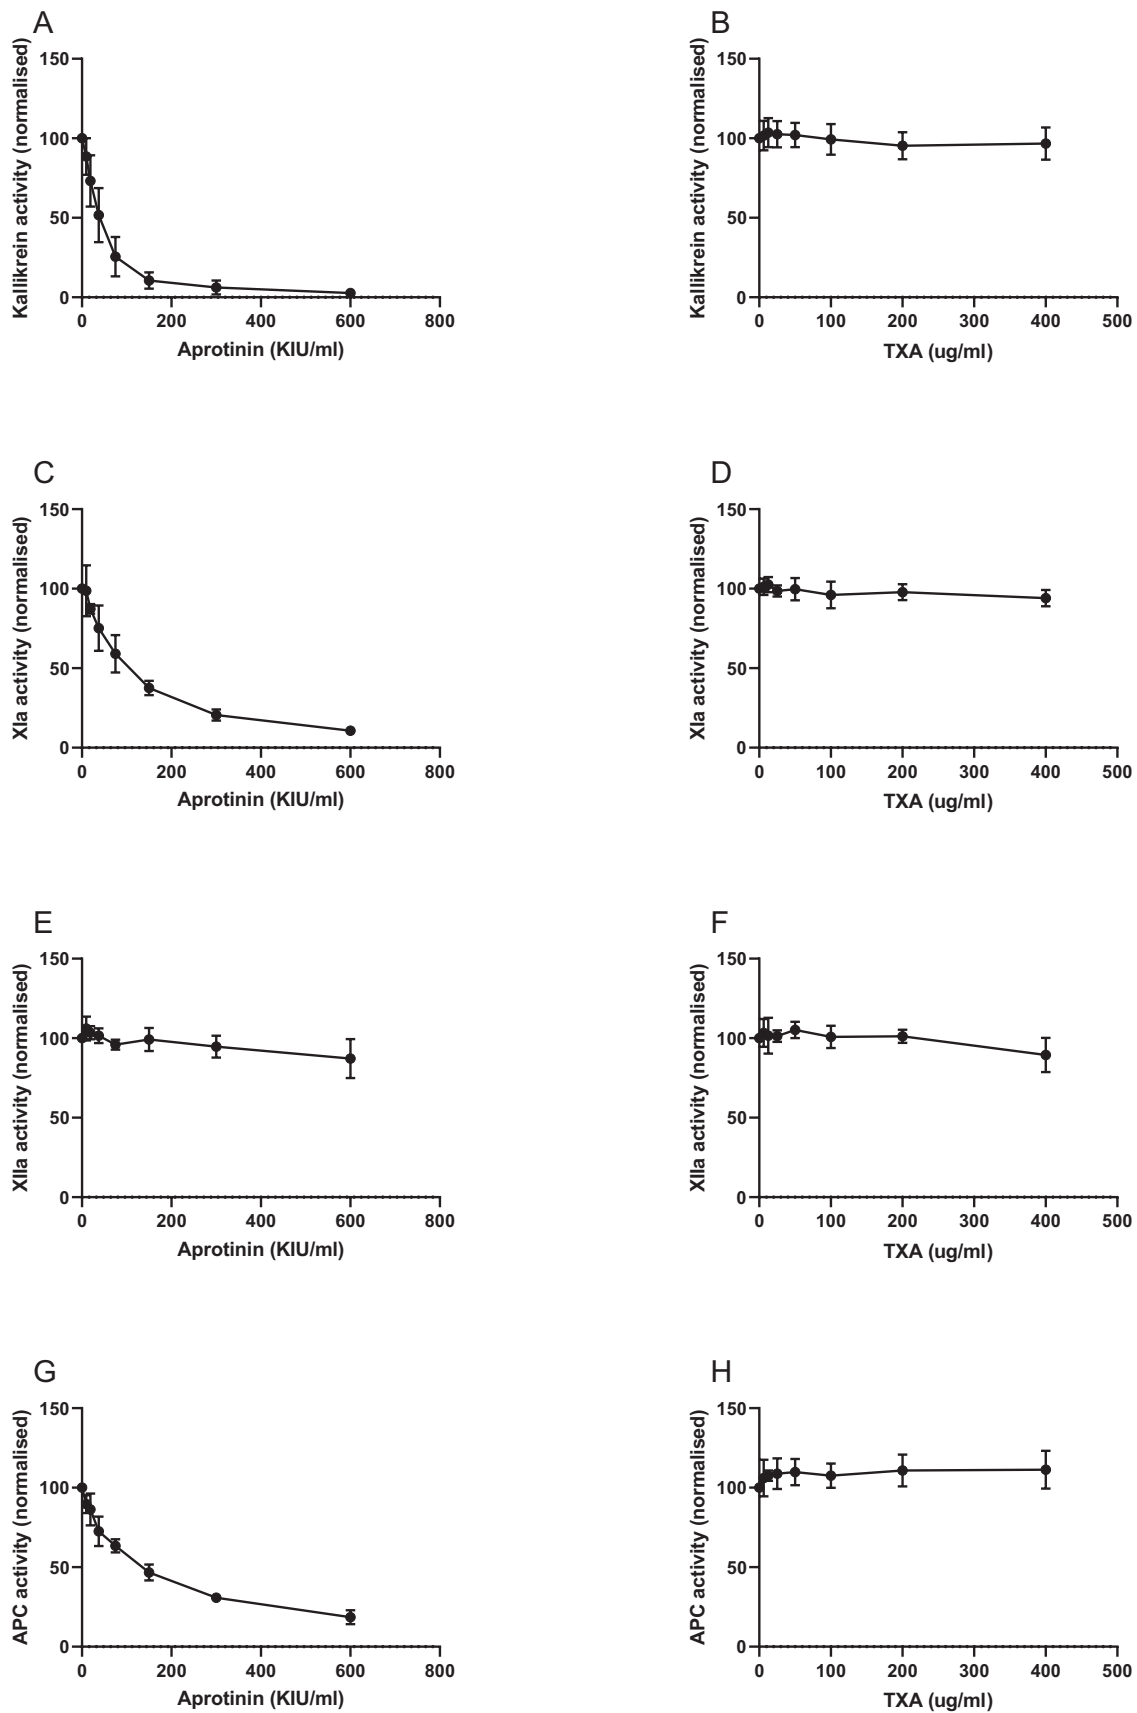 A
Kallikrein activity (normalised)
150
100
50
0
0 200 400 600 800
Aprotinin (KIU/ml)
B
Kallikrein activity (normalised)
150
100
50
0
0 100 200 300 400 500
TXA (ug/ml)
C
XIa activity (normalised)
150
100
50
0
0 200 400 600 800
Aprotinin (KIU/ml)
D
XIa activity (normalised)
150
100
50
0
0 100 200 300 400 500
TXA (ug/ml)
E
XIIa activity (normalised)
150
100
50
0
0 200 400 600 800
Aprotinin (KIU/ml)
F
XIIa activity (normalised)
150
100
50
0
0 100 200 300 400 500
TXA (ug/ml)
G
APC activity (normalised)
150
100
50
0
0 200 400 600 800
Aprotinin (KIU/ml)
H
APC activity (normalised)
150
100
50
0
0 100 200 300 400 500
TXA (ug/ml)